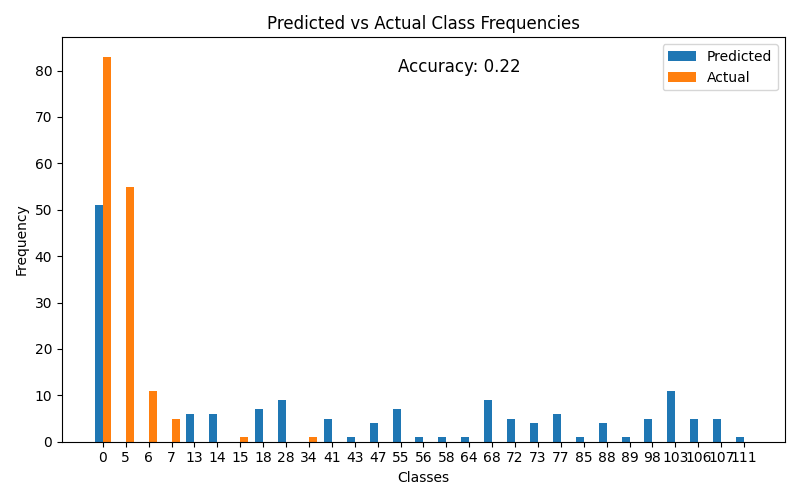 Predicted vs Actual Class Frequencies
Accuracy: 0.22
Predicted
Actual
Frequency
80
70
60
50
40
30
20
10
0
0 5 6 7 13 14 15 18 28 34 41 43 47 55 56 58 64 68 72 73 77 85 88 89 98 103 106 107 111
Classes